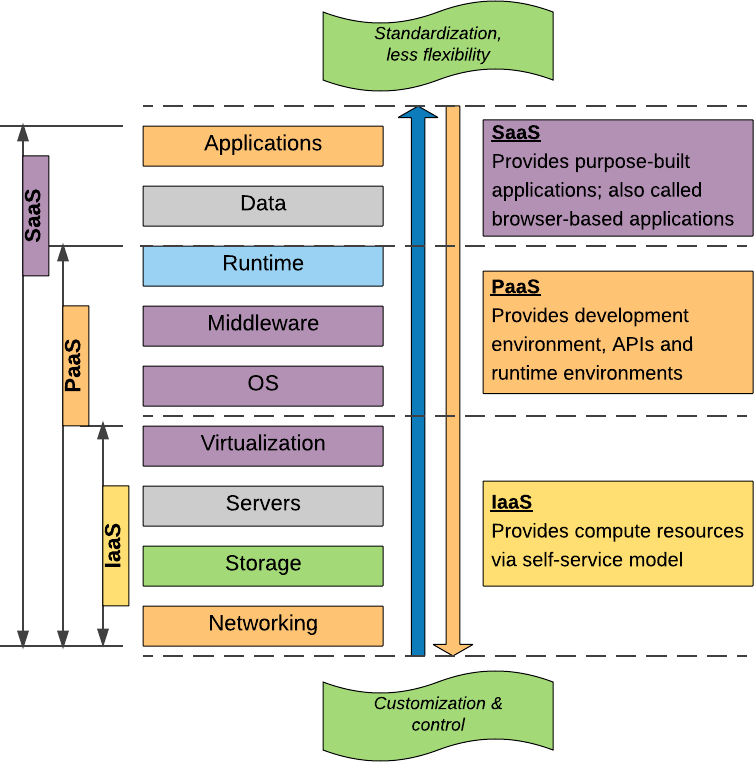 Standardization,
less flexibility
SaaS
PaaS
IaaS
Applications
Data
Runtime
Middleware
OS
Virtualization
Servers
Storage
Networking
SaaS
Provides purpose-built
applications; also called
browser-based applications
PaaS
Provides development
environment, APIs and
runtime environments
IaaS
Provides compute resources
via self-service model
Customization &
control